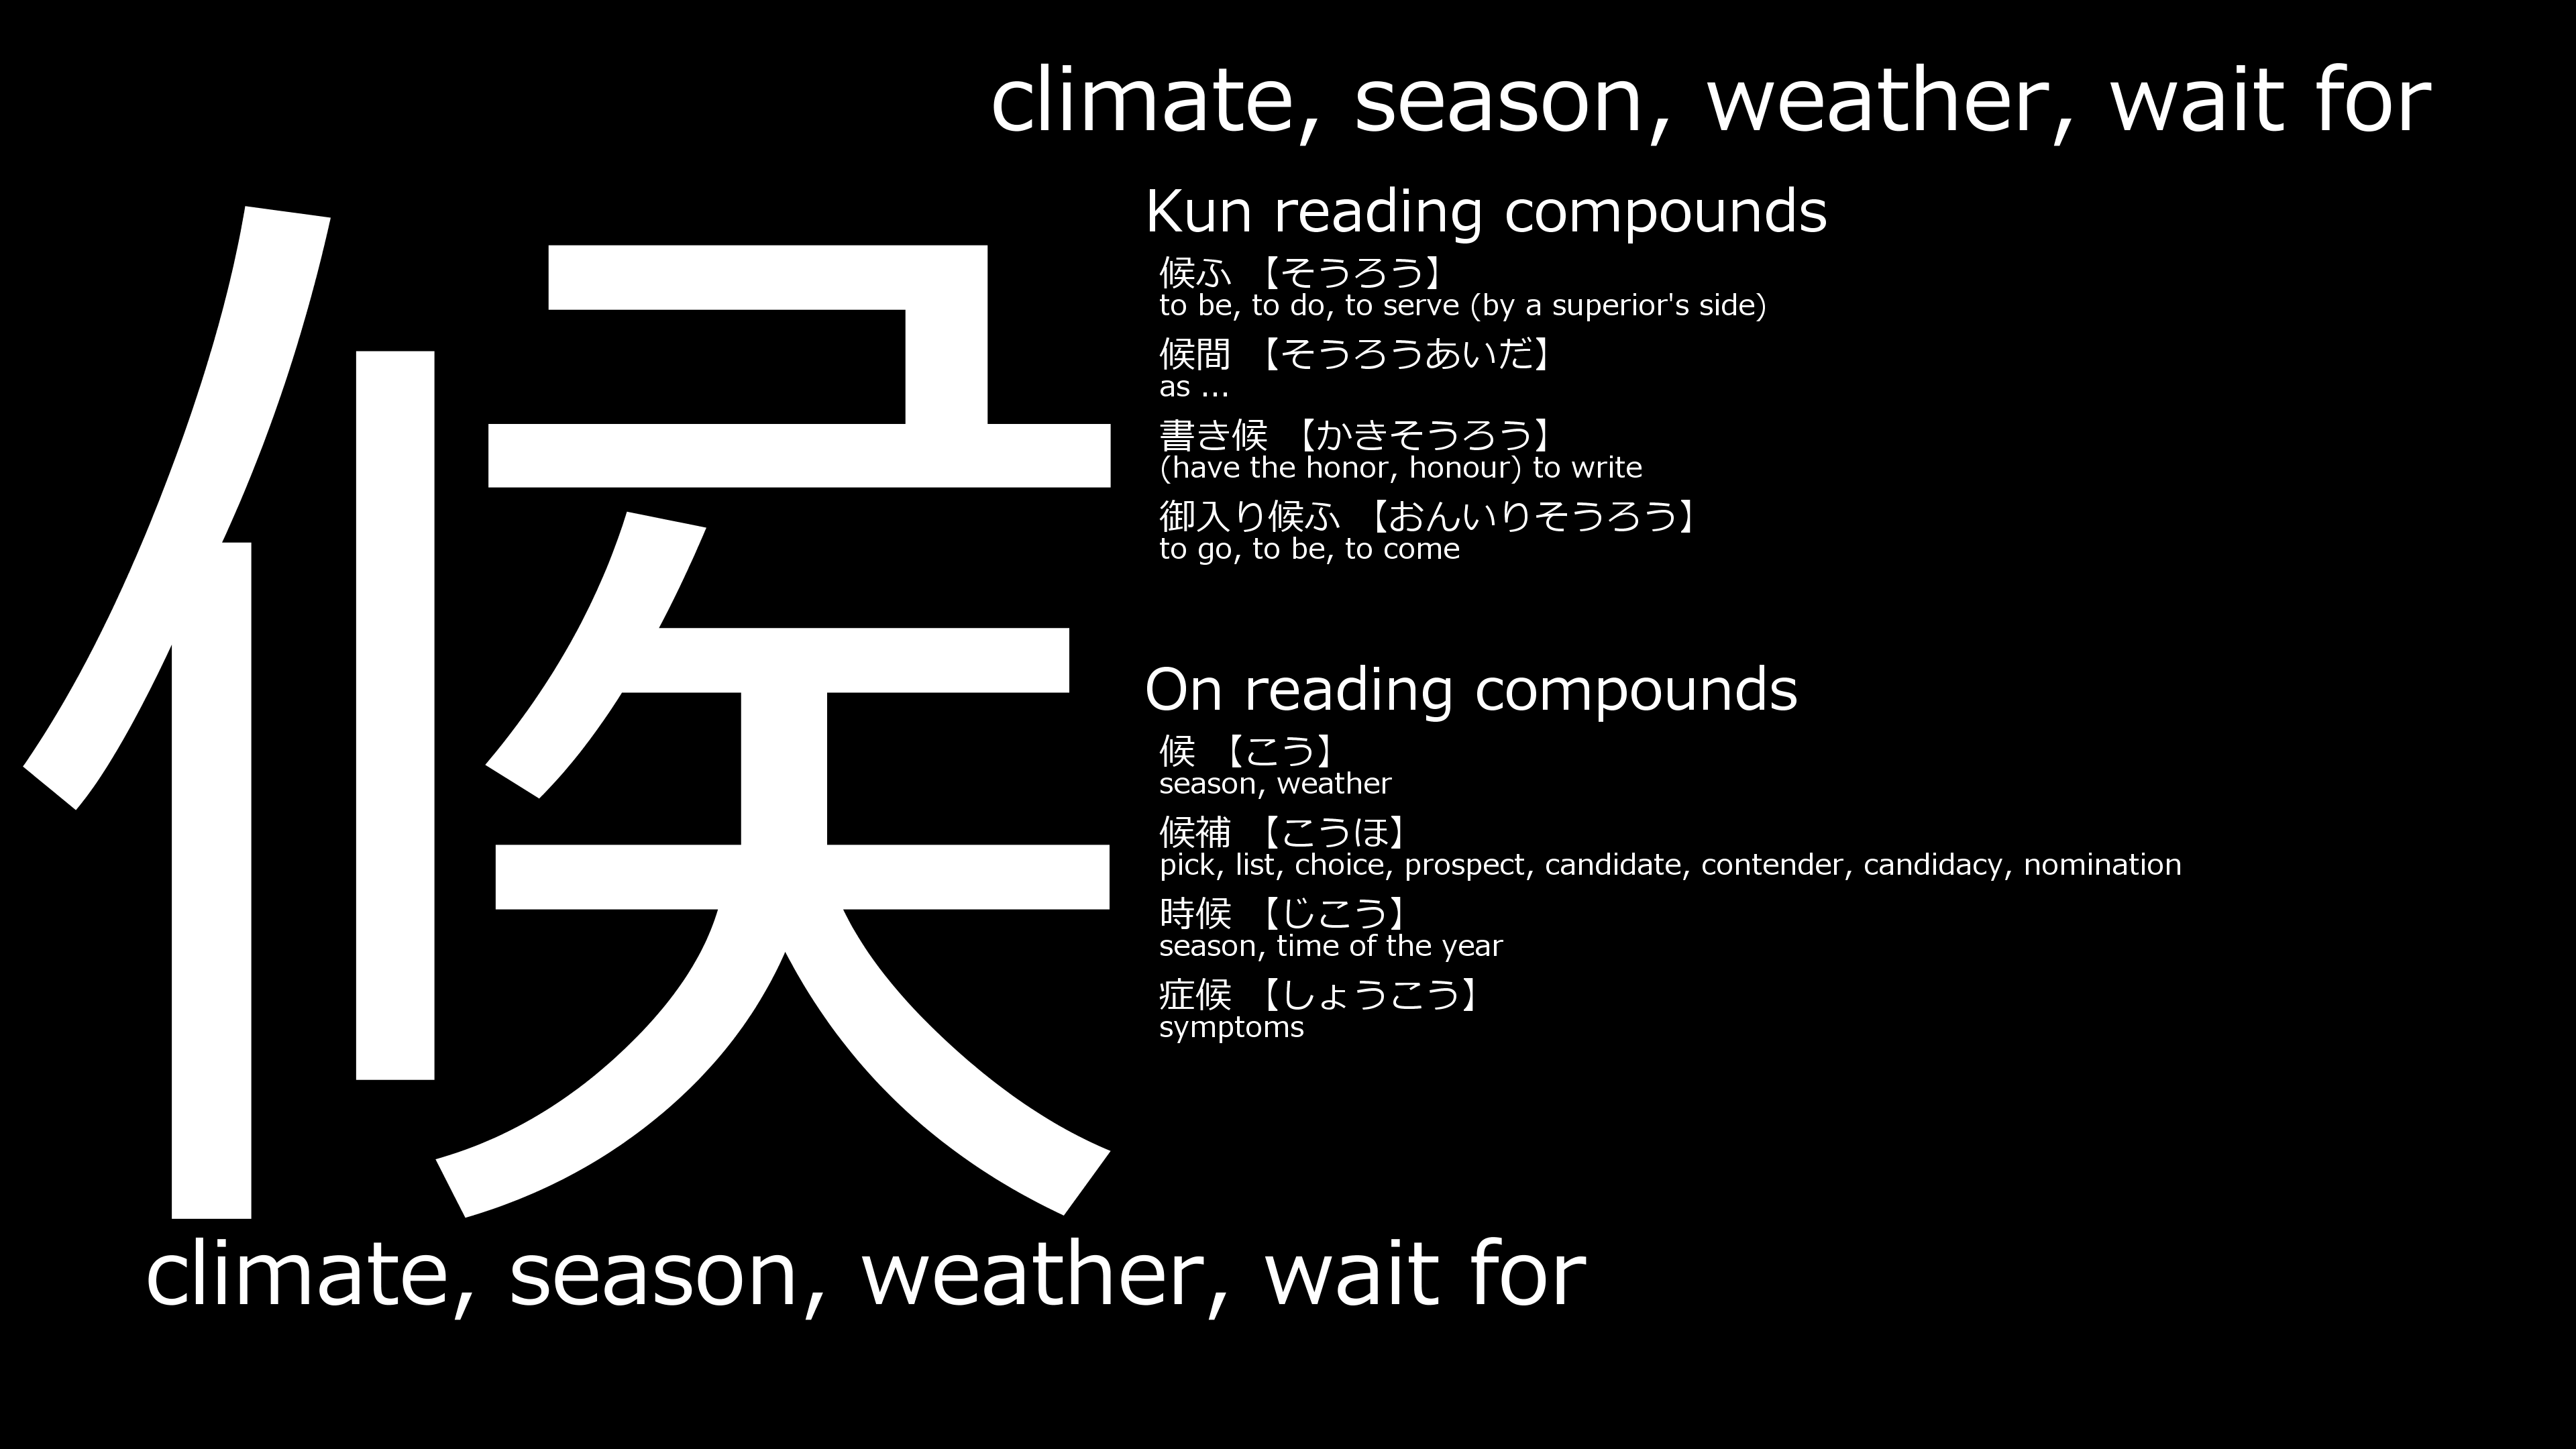 climate, season, weather, wait for
候
Kun reading compounds
候ふ 【そうろう】
to be, to do, to serve (by a superior's side)
候間 【そうろうあいだ】
as ...
書き候 【かきそうろう】
(have the honor, honour) to write
御入り候ふ 【おんいりそうろう】
to go, to be, to come
On reading compounds
候 【こう】
season, weather
候補 【こうほ】
pick, list, choice, prospect, candidate, contender, candidacy, nomination
時候 【じこう】
season, time of the year
症候 【しょうこう】
symptoms
climate, season, weather, wait for